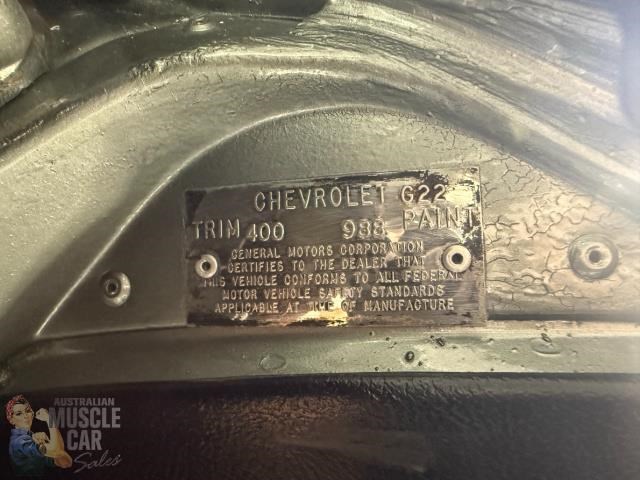 CHEVROLET G22
TRIM 400 988 PAINT
GENERAL MOTORS CORPORATION
CERTIFIES TO THE DEALER THAT
THIS VEHICLE CONFORMS TO ALL FEDERAL
MOTOR VEHICLE SAFETY STANDARDS
APPLICABLE AT TIME OF MANUFACTURE
AUSTRALIAN
MUSCLE
CAR
Sales